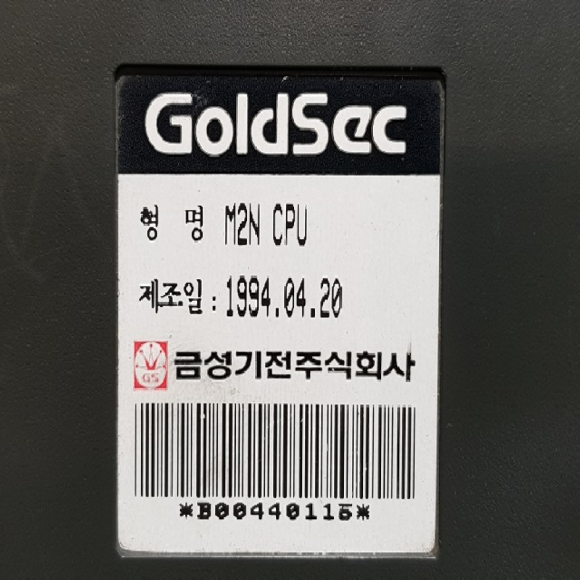 GoldSec
형 명 M2N CPU
제조일 : 1994.04.20
GS 금성기전주식회사
*B00440115*